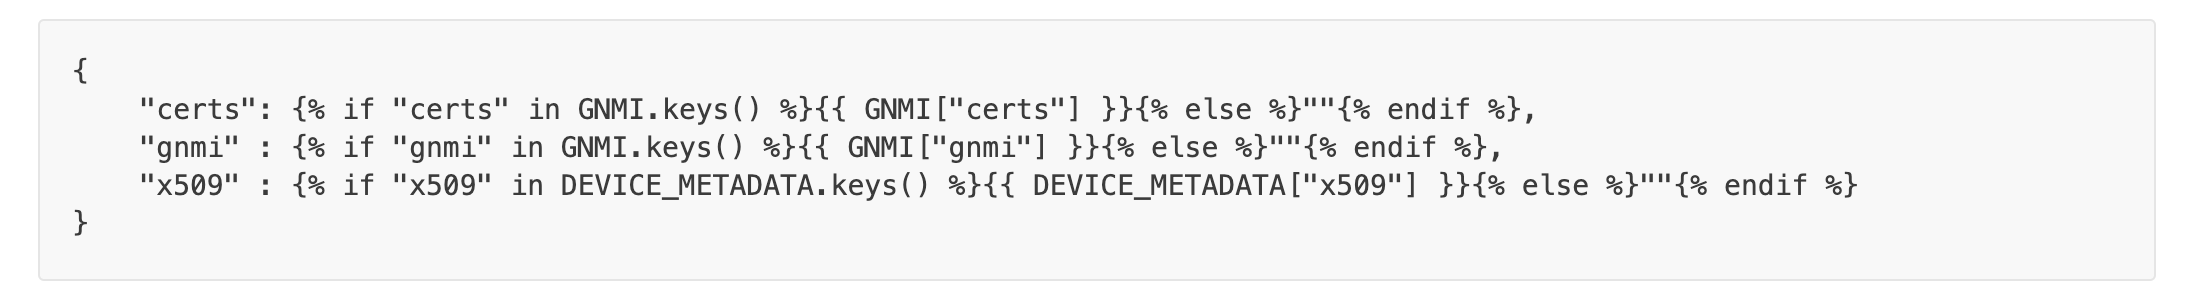 {
    "certs": {% if "certs" in GNMI.keys() %}{{ GNMI["certs"] }}{% else %}""{% endif %},
    "gnmi" : {% if "gnmi" in GNMI.keys() %}{{ GNMI["gnmi"] }}{% else %}""{% endif %},
    "x509" : {% if "x509" in DEVICE_METADATA.keys() %}{{ DEVICE_METADATA["x509"] }}{% else %}""{% endif %}
}